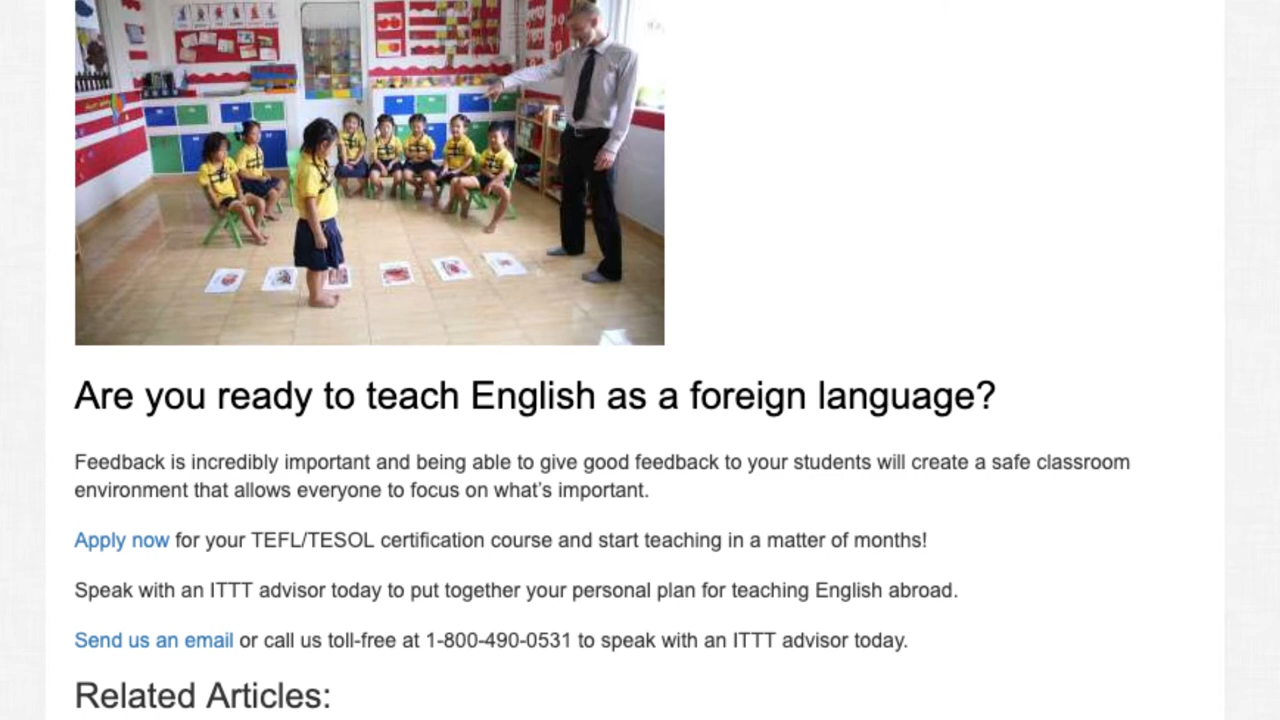 Are you ready to teach English as a foreign language?
Feedback is incredibly important and being able to give good feedback to your students will create a safe classroom
environment that allows everyone to focus on what’s important.
Apply now for your TEFL/TESOL certification course and start teaching in a matter of months!
Speak with an ITTT advisor today to put together your personal plan for teaching English abroad.
Send us an email or call us toll-free at 1-800-490-0531 to speak with an ITTT advisor today.
Related Articles: